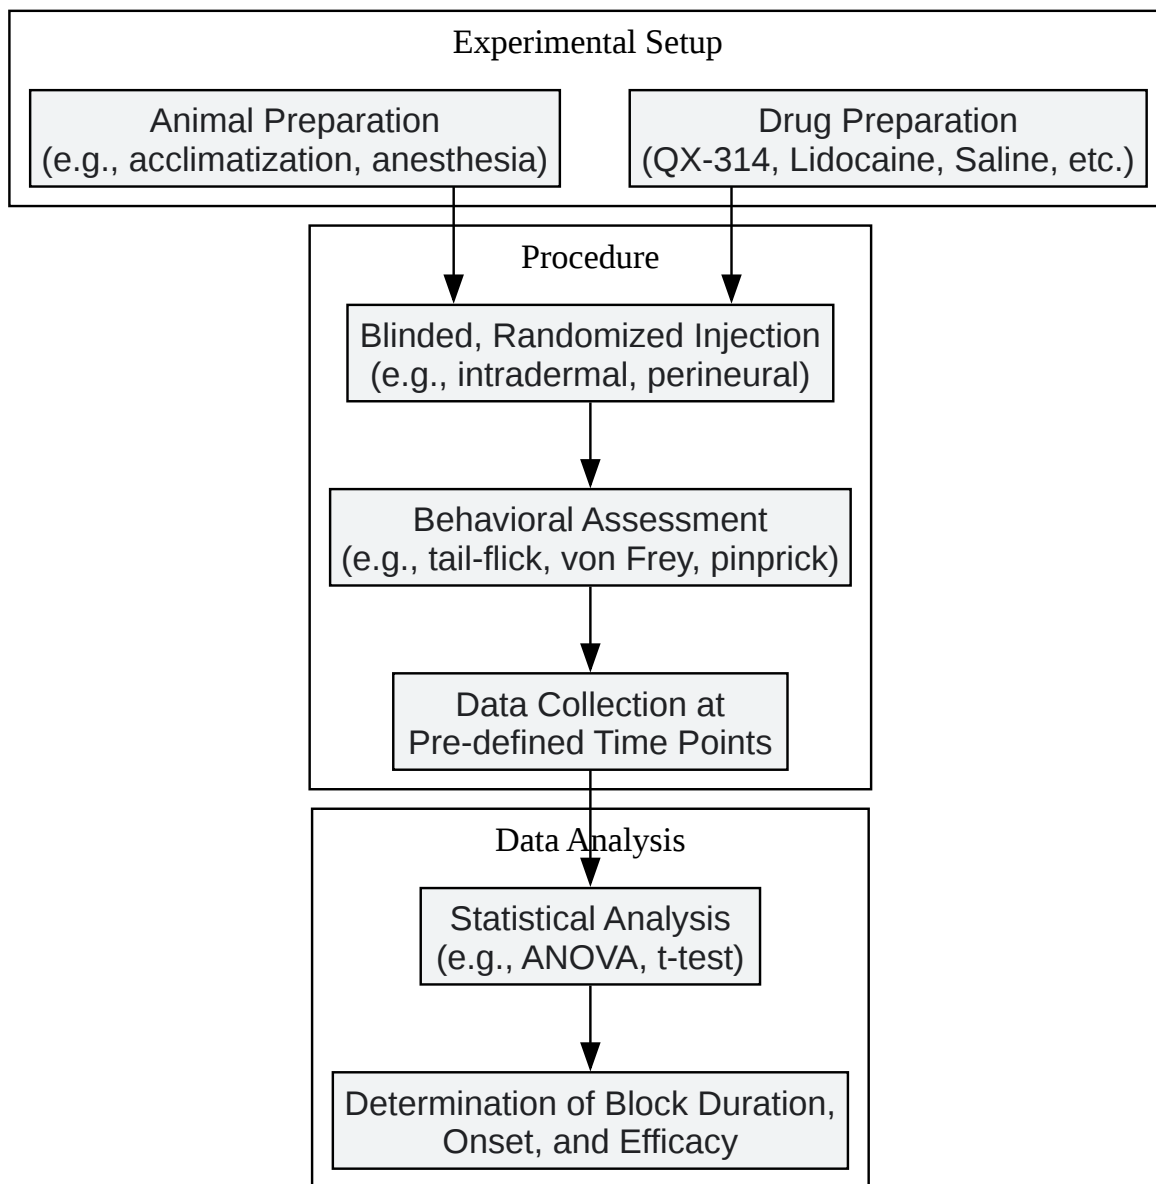 Experimental Setup
Animal Preparation
(e.g., acclimatization, anesthesia)
Drug Preparation
(QX-314, Lidocaine, Saline, etc.)
Procedure
Blinded, Randomized Injection
(e.g., intradermal, perineural)
Behavioral Assessment
(e.g., tail-flick, von Frey, pinprick)
Data Collection at
Pre-defined Time Points
Data Analysis
Statistical Analysis
(e.g., ANOVA, t-test)
Determination of Block Duration,
Onset, and Efficacy